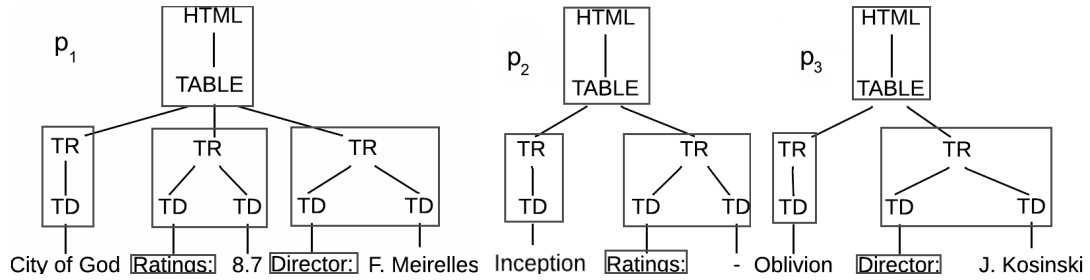 HTML HTML HTML
p1 p2 p3
TABLE TABLE TABLE
TR TR TR TR TR TR TR
TD TD TD TD TD TD TD TD TD TD TD
City of God Ratings: 8.7 Director: F. Meirelles Inception Ratings: - Oblivion Director: J. Kosinski